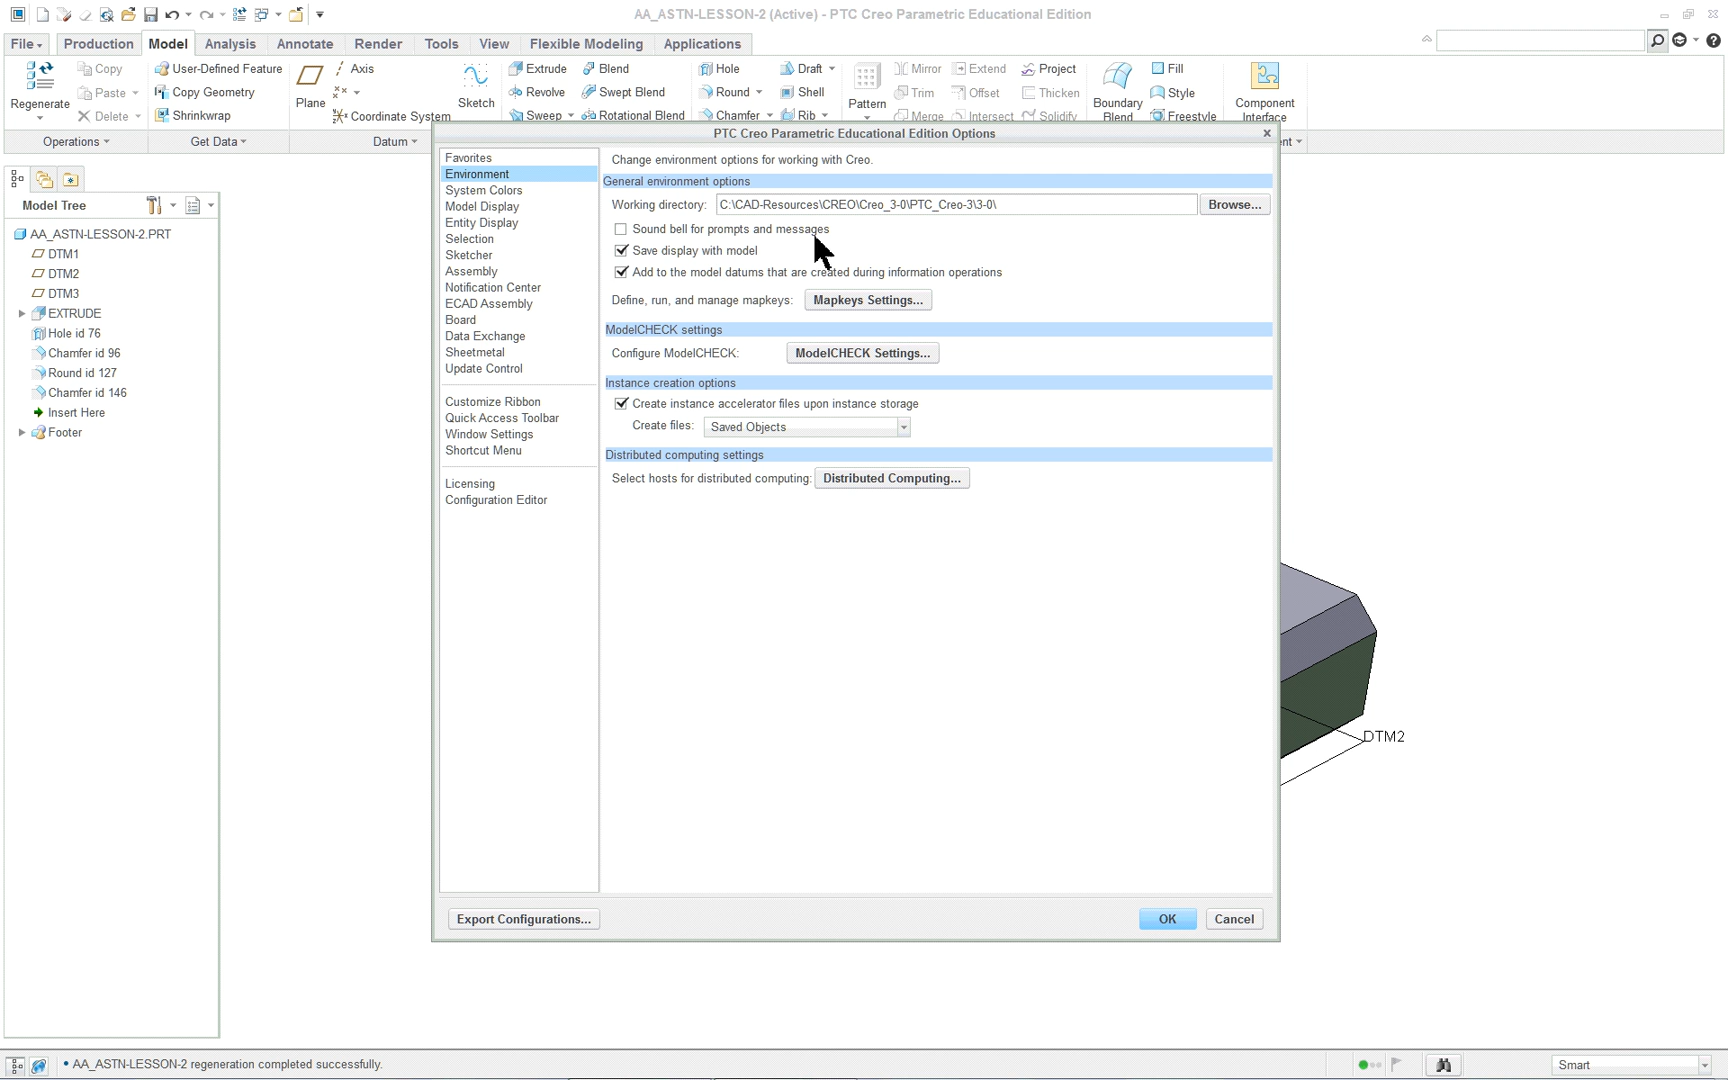 AA_ASTN-LESSON-2 (Active) - PTC Creo Parametric Educational Edition
File Production Model Analysis Annotate Render Tools View Flexible Modeling Applications
Regenerate
Copy
Paste
Delete
Operations
User-Defined Feature
Copy Geometry
Shrinkwrap
Get Data
Plane
Axis
Coordinate System
Sketch
Datum
Extrude
Revolve
Sweep
Blend
Swept Blend
Rotational Blend
Hole
Round
Chamfer
Draft
Shell
Rib
Pattern
Mirror
Trim
Merge
Extend
Offset
Intersect
Project
Thicken
Solidify
Boundary
Blend
Fill
Style
Freestyle
Component
Interface
ent
Model Tree
AA_ASTN-LESSON-2.PRT
DTM1
DTM2
DTM3
EXTRUDE
Hole id 76
Chamfer id 96
Round id 127
Chamfer id 146
Insert Here
Footer
PTC Creo Parametric Educational Edition Options
Favorites
Environment
System Colors
Model Display
Entity Display
Selection
Sketcher
Assembly
Notification Center
ECAD Assembly
Board
Data Exchange
Sheetmetal
Update Control
Customize Ribbon
Quick Access Toolbar
Window Settings
Shortcut Menu
Licensing
Configuration Editor
Change environment options for working with Creo.
General environment options
Working directory: C:\CAD-Resources\CREO\Creo_3-0\PTC_Creo-3\3-0\ Browse...
Sound bell for prompts and messages
Save display with model
Add to the model datums that are created during information operations
Define, run, and manage mapkeys: Mapkeys Settings...
ModelCHECK settings
Configure ModelCHECK: ModelCHECK Settings...
Instance creation options
Create instance accelerator files upon instance storage
Create files: Saved Objects
Distributed computing settings
Select hosts for distributed computing: Distributed Computing...
Export Configurations... OK Cancel
DTM2
• AA_ASTN-LESSON-2 regeneration completed successfully.
Smart